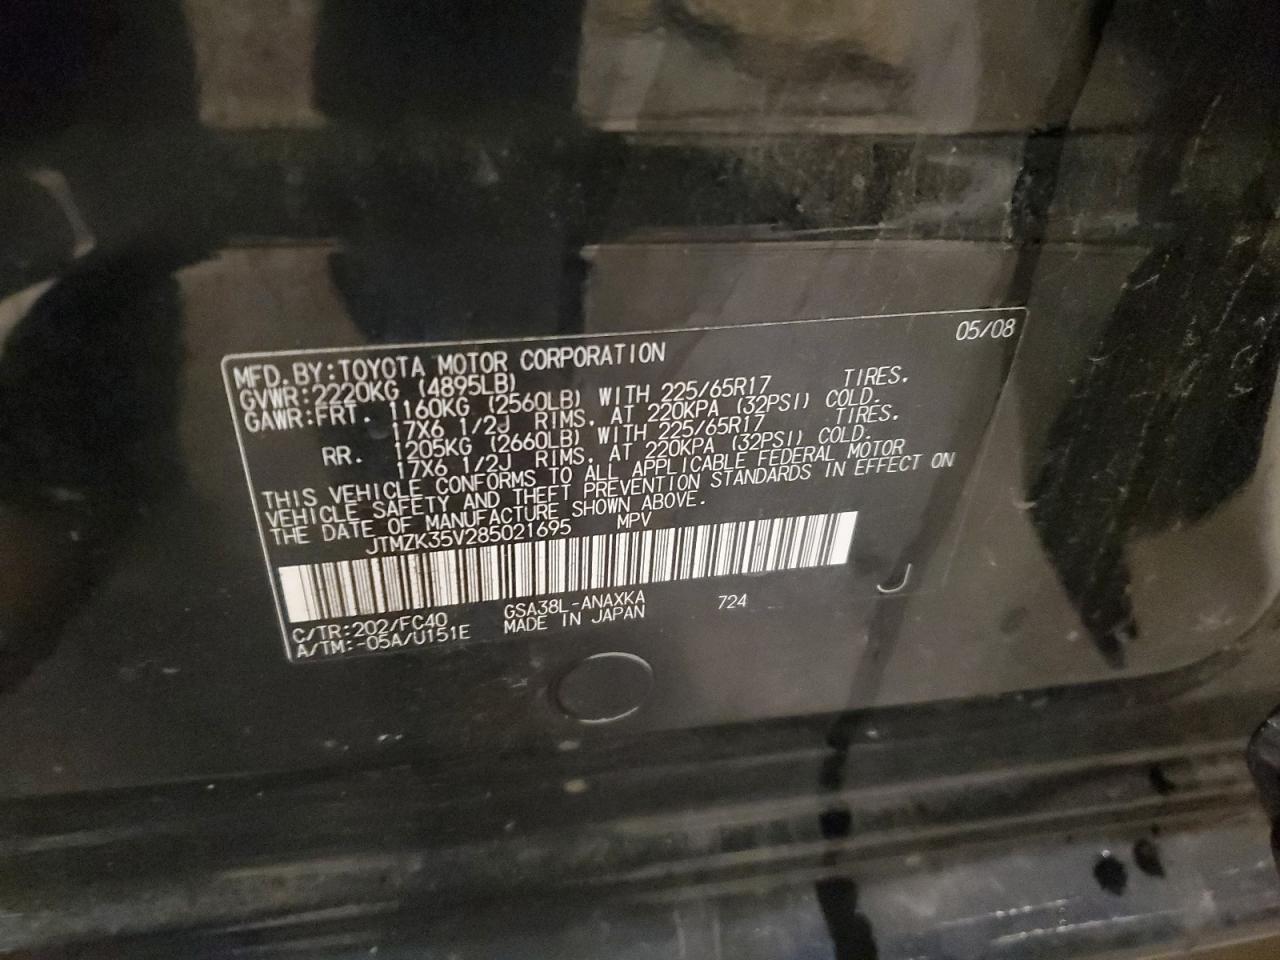 05/08
MFD. BY: TOYOTA MOTOR CORPORATION
GVWR: 2220KG (4895LB)
GAWR: FRT. 1160KG (2560LB) WITH 225/65R17 TIRES.
17X6 1/2J RIMS. AT 220KPA (32PSI) COLD.
RR. 1205KG (2660LB) WITH 225/65R17 TIRES.
17X6 1/2J RIMS. AT 220KPA (32PSI) COLD.
THIS VEHICLE CONFORMS TO ALL APPLICABLE FEDERAL MOTOR
VEHICLE SAFETY AND THEFT PREVENTION STANDARDS IN EFFECT ON
THE DATE OF MANUFACTURE SHOWN ABOVE.
JTMZK35V285021695 MPV
C/TR: 202/FC40 GSA38L-ANAXKA 724
A/TM: -05A/U151E MADE IN JAPAN
J